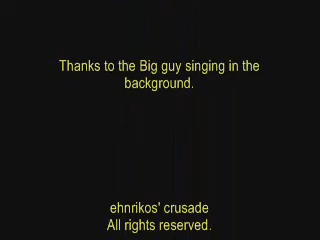 Thanks to the Big guy singing in the
background.
ehnrikos' crusade
All rights reserved.